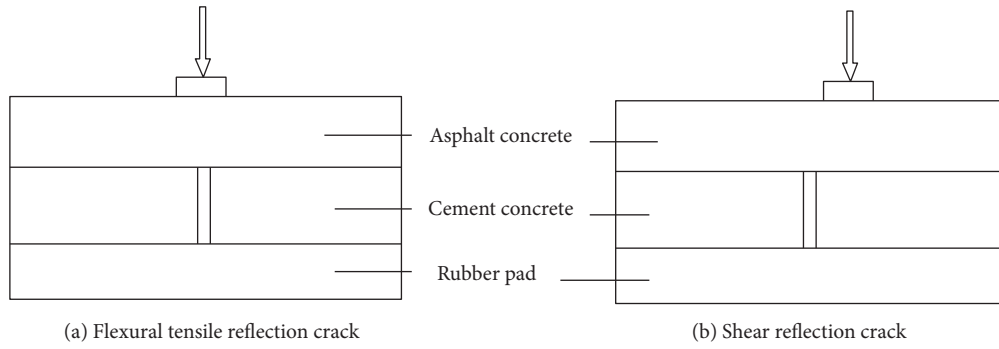 Asphalt concrete
Cement concrete
Rubber pad
(a) Flexural tensile reflection crack
(b) Shear reflection crack